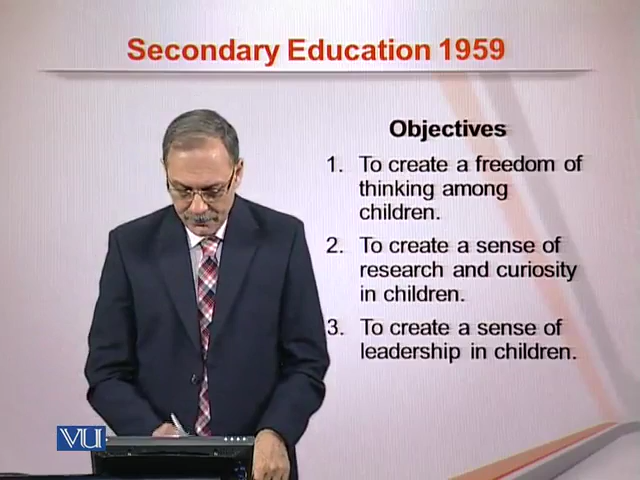 Secondary Education 1959
Objectives
1. To create a freedom of
thinking among
children.
2. To create a sense of
research and curiosity
in children.
3. To create a sense of
leadership in children.
VU